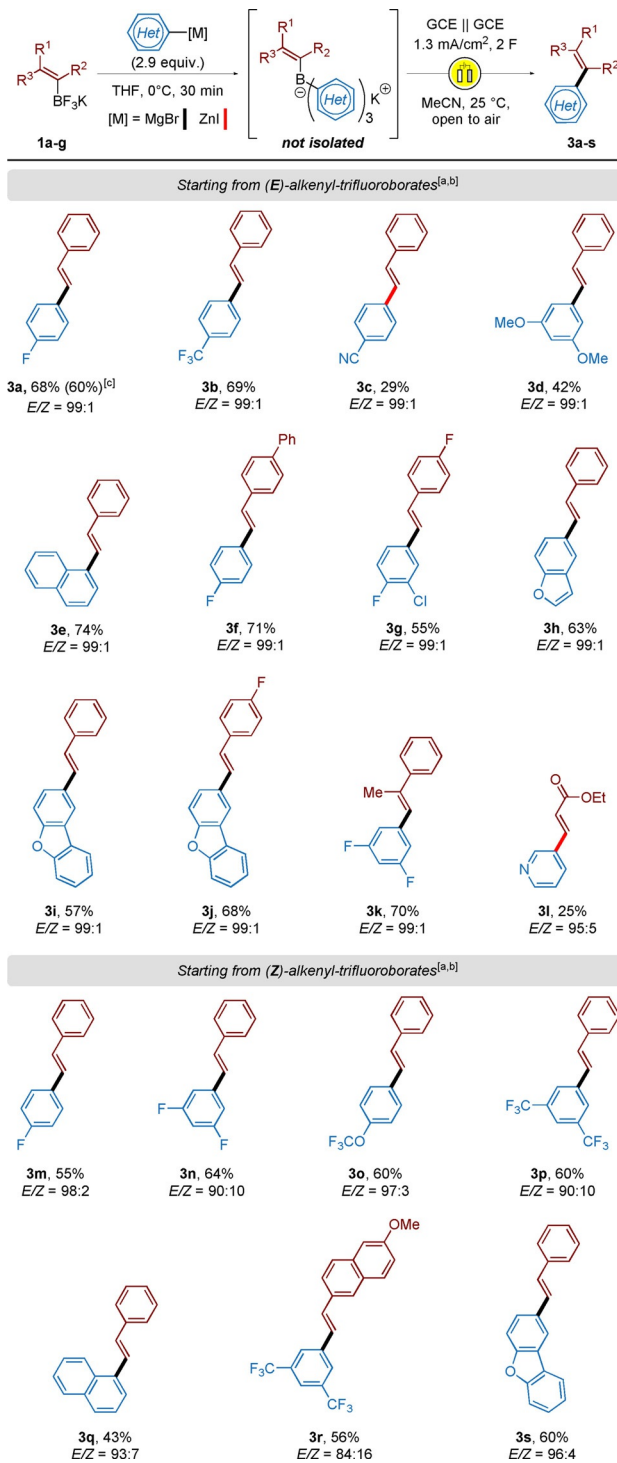 R¹
R³
R²
BF₃K
1a-g
Het
[M]
(2.9 equiv.)
THF, 0°C, 30 min
[M] = MgBr ZnI
R¹
R³
R²
B
⊖
Het
3
K⊕
not isolated
GCE || GCE
1.3 mA/cm², 2 F
MeCN, 25 °C,
open to air
R¹
R³
R²
Het
3a-s
Starting from (E)-alkenyl-trifluoroborates[a,b]
F
F₃C
NC
MeO
OMe
3a, 68% (60%)[c]
E/Z = 99:1
3b, 69%
E/Z = 99:1
3c, 29%
E/Z = 99:1
3d, 42%
E/Z = 99:1
Ph
F
F
F
Cl
O
3e, 74%
E/Z = 99:1
3f, 71%
E/Z = 99:1
3g, 55%
E/Z = 99:1
3h, 63%
E/Z = 99:1
O
F
O
Me
F
F
O
OEt
N
3i, 57%
E/Z = 99:1
3j, 68%
E/Z = 99:1
3k, 70%
E/Z = 99:1
3l, 25%
E/Z = 95:5
Starting from (Z)-alkenyl-trifluoroborates[a,b]
F
F
F
F₃C
O
F₃C
CF₃
3m, 55%
E/Z = 98:2
3n, 64%
E/Z = 90:10
3o, 60%
E/Z = 97:3
3p, 60%
E/Z = 90:10
OMe
F₃C
CF₃
O
3q, 43%
E/Z = 93:7
3r, 56%
E/Z = 84:16
3s, 60%
E/Z = 96:4